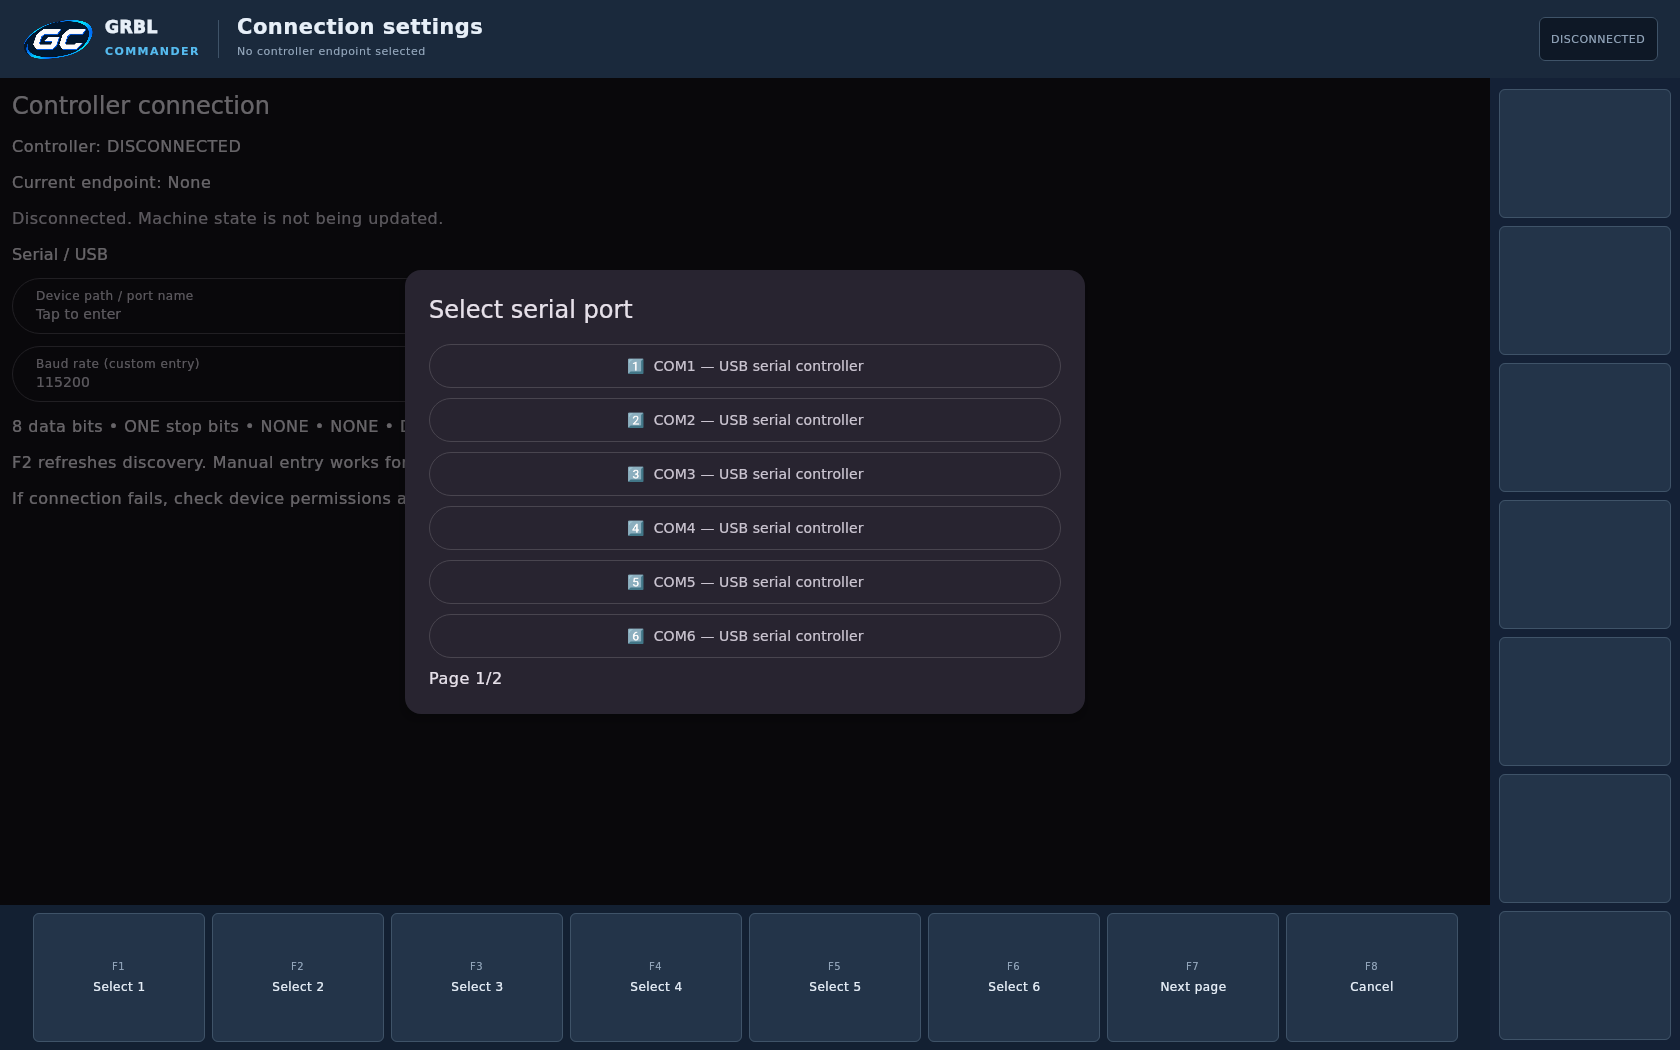 GC
GRBL
COMMANDER
Connection settings
No controller endpoint selected
DISCONNECTED
Controller connection
Controller: DISCONNECTED
Current endpoint: None
Disconnected. Machine state is not being updated.
Serial / USB
Device path / port name
Tap to enter
Baud rate (custom entry)
115200
8 data bits • ONE stop bits • NONE • NONE •
F2 refreshes discovery. Manual entry works for
If connection fails, check device permissions
Select serial port
1 COM1 — USB serial controller
2 COM2 — USB serial controller
3 COM3 — USB serial controller
4 COM4 — USB serial controller
5 COM5 — USB serial controller
6 COM6 — USB serial controller
Page 1/2
F1
Select 1
F2
Select 2
F3
Select 3
F4
Select 4
F5
Select 5
F6
Select 6
F7
Next page
F8
Cancel